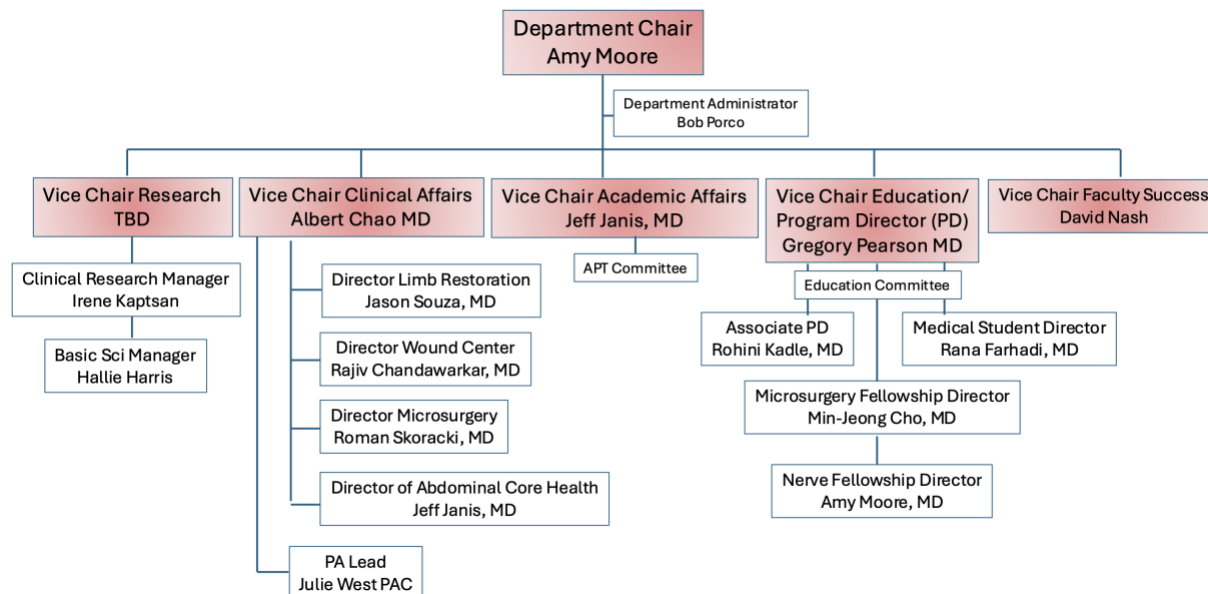 Department Chair
Amy Moore
Department Administrator
Bob Porco
Vice Chair Research
TBD
Vice Chair Clinical Affairs
Albert Chao MD
Vice Chair Academic Affairs
Jeff Janis, MD
Vice Chair Education/
Program Director (PD)
Gregory Pearson MD
Vice Chair Faculty Success
David Nash
Clinical Research Manager
Irene Kaptsan
Basic Sci Manager
Hallie Harris
Director Limb Restoration
Jason Souza, MD
Director Wound Center
Rajiv Chandawarkar, MD
Director Microsurgery
Roman Skoracki, MD
Director of Abdominal Core Health
Jeff Janis, MD
PA Lead
Julie West PAC
APT Committee
Education Committee
Associate PD
Rohini Kadle, MD
Medical Student Director
Rana Farhadi, MD
Microsurgery Fellowship Director
Min-Jeong Cho, MD
Nerve Fellowship Director
Amy Moore, MD